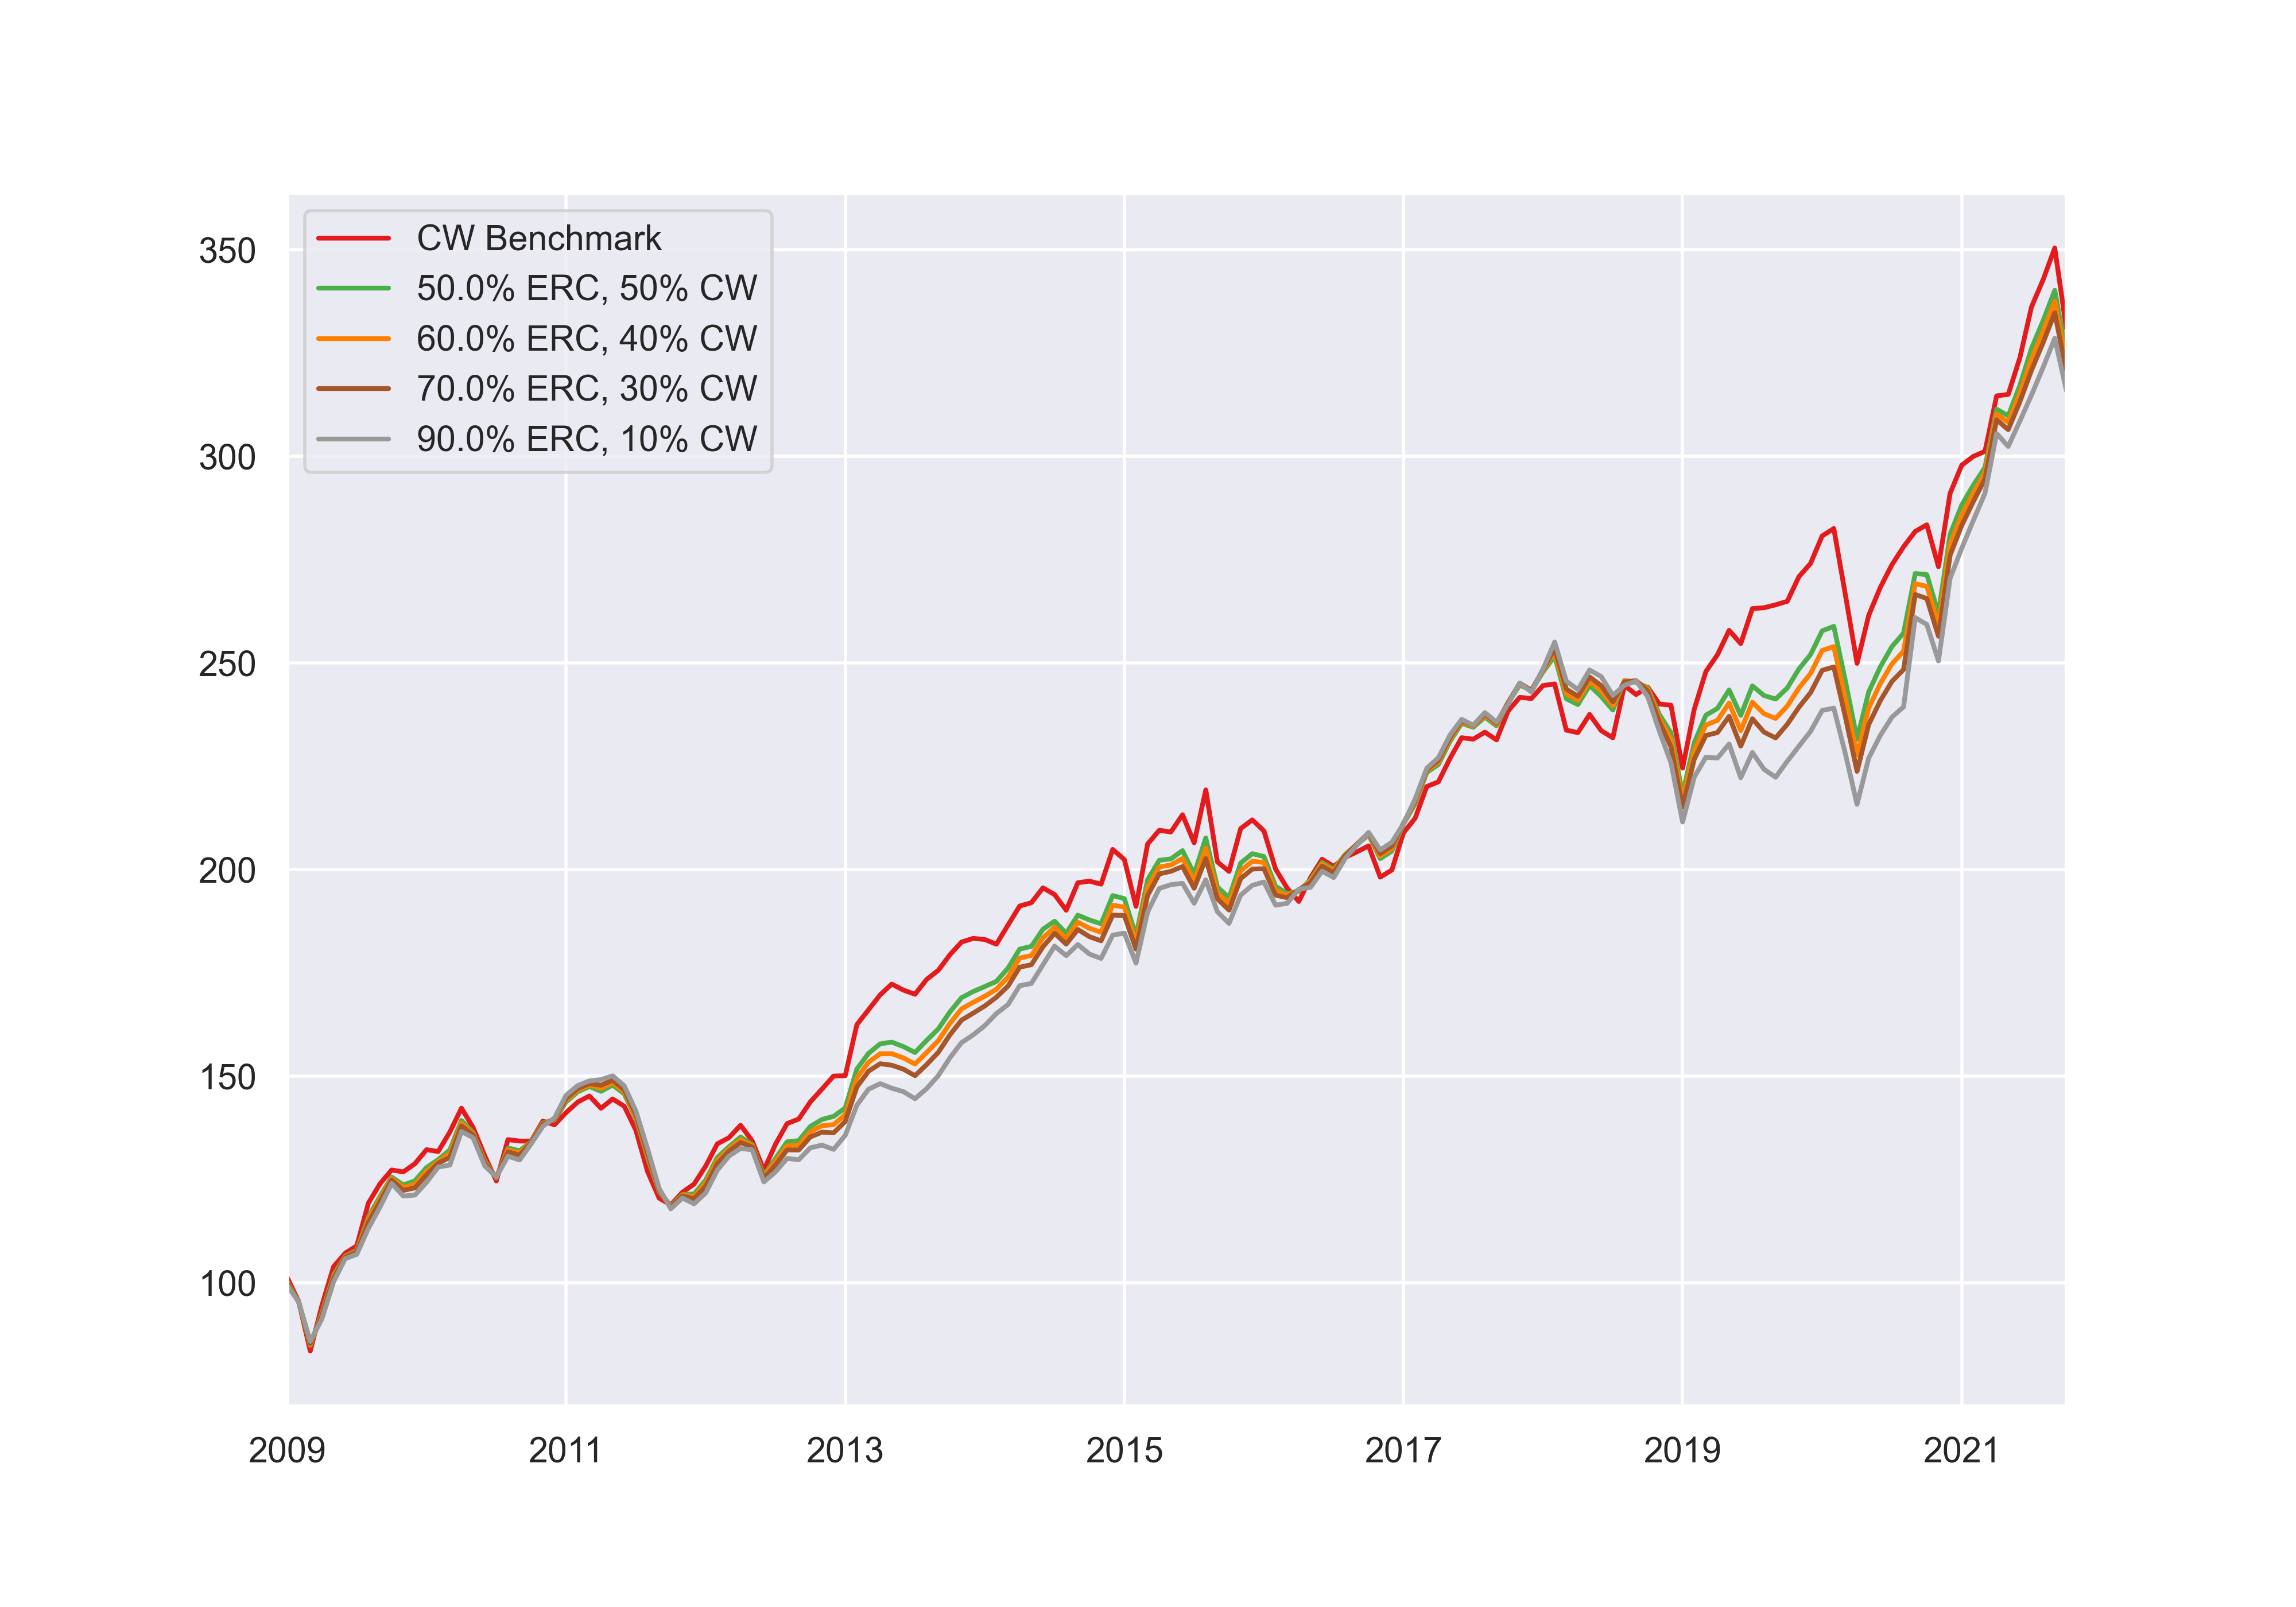 CW Benchmark
50.0% ERC, 50% CW
60.0% ERC, 40% CW
70.0% ERC, 30% CW
90.0% ERC, 10% CW
350
300
250
200
150
100
2009 2011 2013 2015 2017 2019 2021